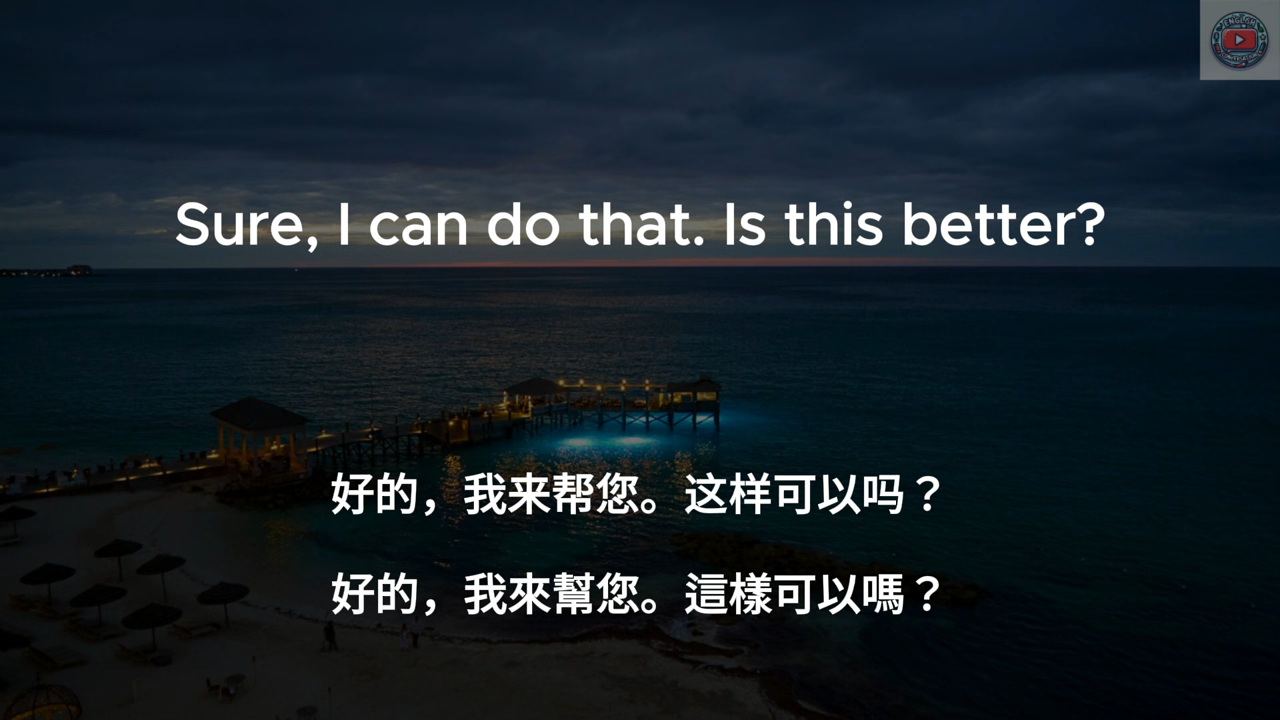 Sure, I can do that. Is this better?
好的，我来帮您。这样可以吗？
好的，我來幫您。這樣可以嗎？